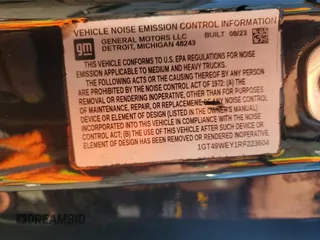 VEHICLE NOISE EMISSION CONTROL INFORMATION
gm GENERAL MOTORS LLC BUILT 08/23
DETROIT, MICHIGAN 48243
THIS VEHICLE CONFORMS TO U.S. EPA REGULATIONS FOR NOISE
EMISSION APPLICABLE TO MEDIUM AND HEAVY TRUCKS.
THE FOLLOWING ACTS OR THE CAUSING THEREOF BY ANY PERSON
ARE PROHIBITED BY THE NOISE CONTROL ACT OF 1972: (A) THE
REMOVAL OR RENDERING INOPERATIVE, OTHER THAN FOR PURPOSES
OF MAINTENANCE, REPAIR, OR REPLACEMENT, OF ANY NOISE CONTROL
DEVICE OR ELEMENT OF DESIGN (LISTED IN THE OWNER'S MANUAL)
INCORPORATED INTO THIS VEHICLE IN COMPLIANCE WITH THE NOISE
CONTROL ACT; (B) THE USE OF THIS VEHICLE AFTER SUCH DEVICE OR
ELEMENT OF DESIGN HAS BEEN REMOVED OR RENDERED INOPERATIVE.
1GT49WEY1RF223604
DREAMBID